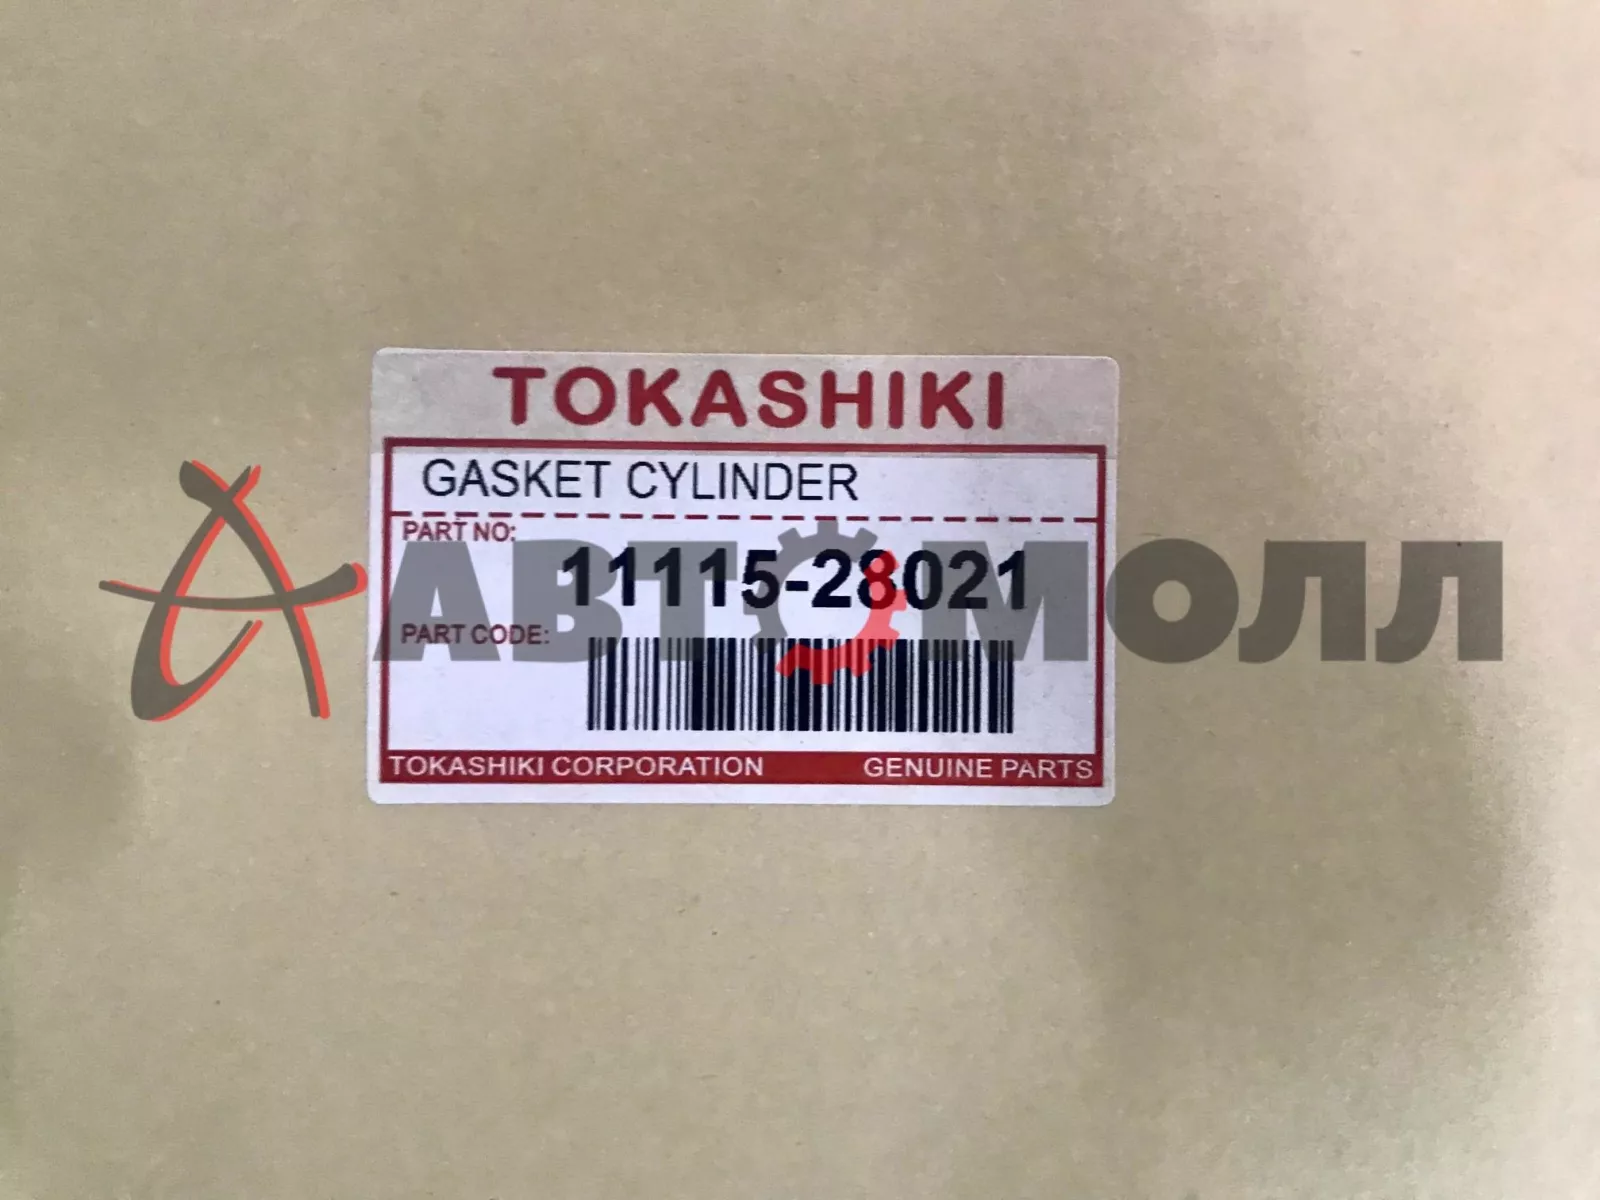 TOKASHIKI
GASKET CYLINDER
PART NO:
11115-28021
PART CODE:
АВТОМОЛЛ
TOKASHIKI CORPORATION GENUINE PARTS